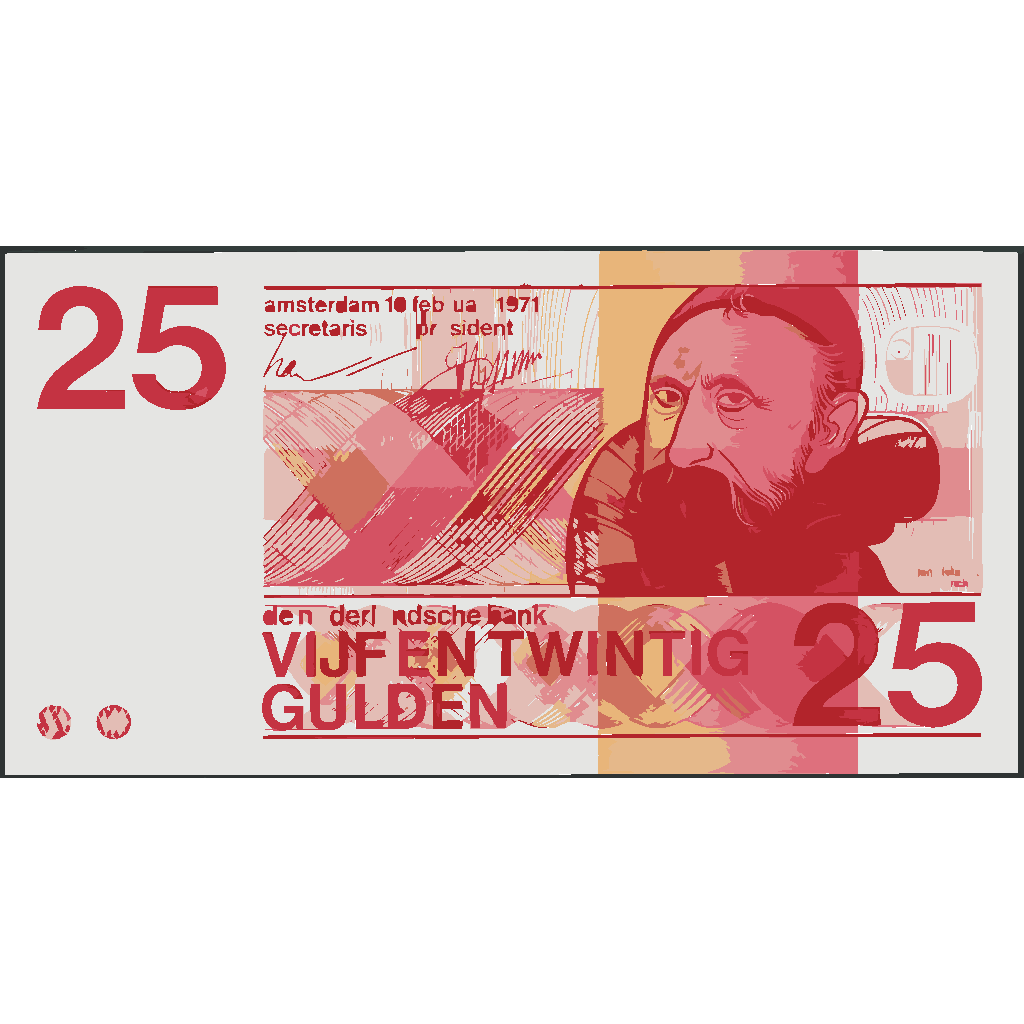 25
amsterdam 10 feb ua 1971
secretaris pr sident
den derl ndsche bank
VIJFENTWINTIG
GULDEN
25